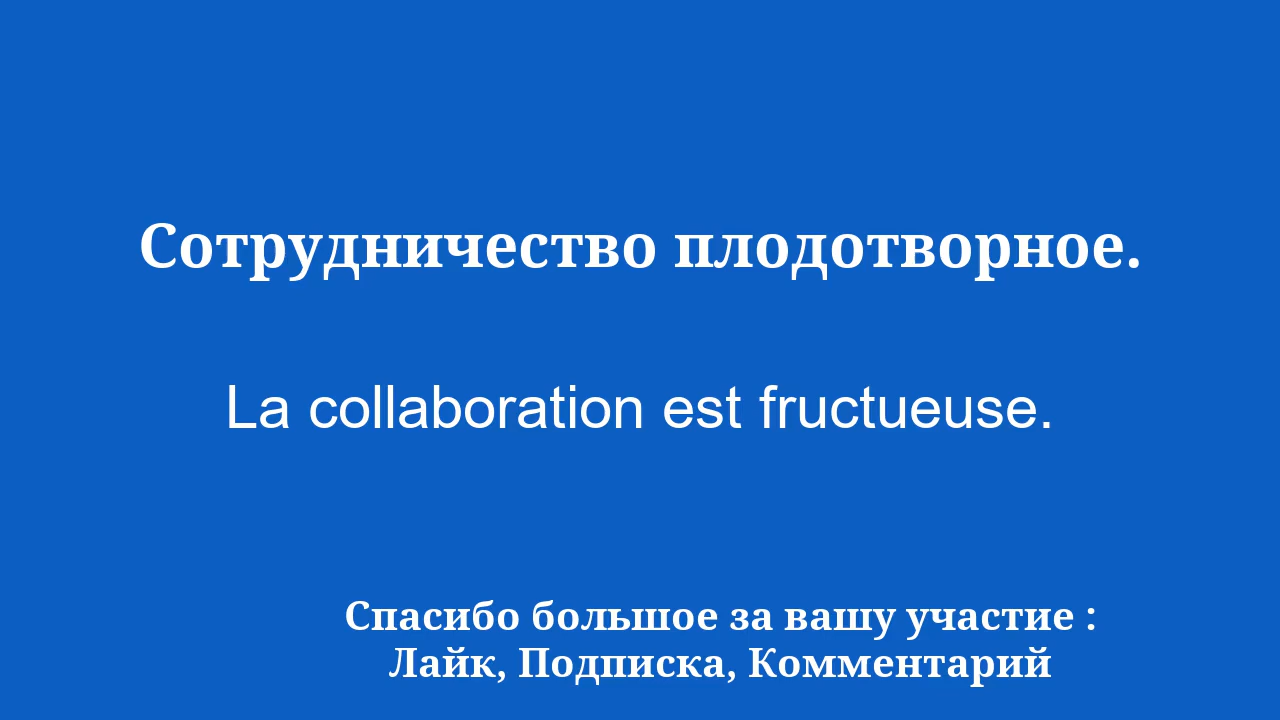 Сотрудничество плодотворное.
La collaboration est fructueuse.
Спасибо большое за вашу участие :
Лайк, Подписка, Комментарий